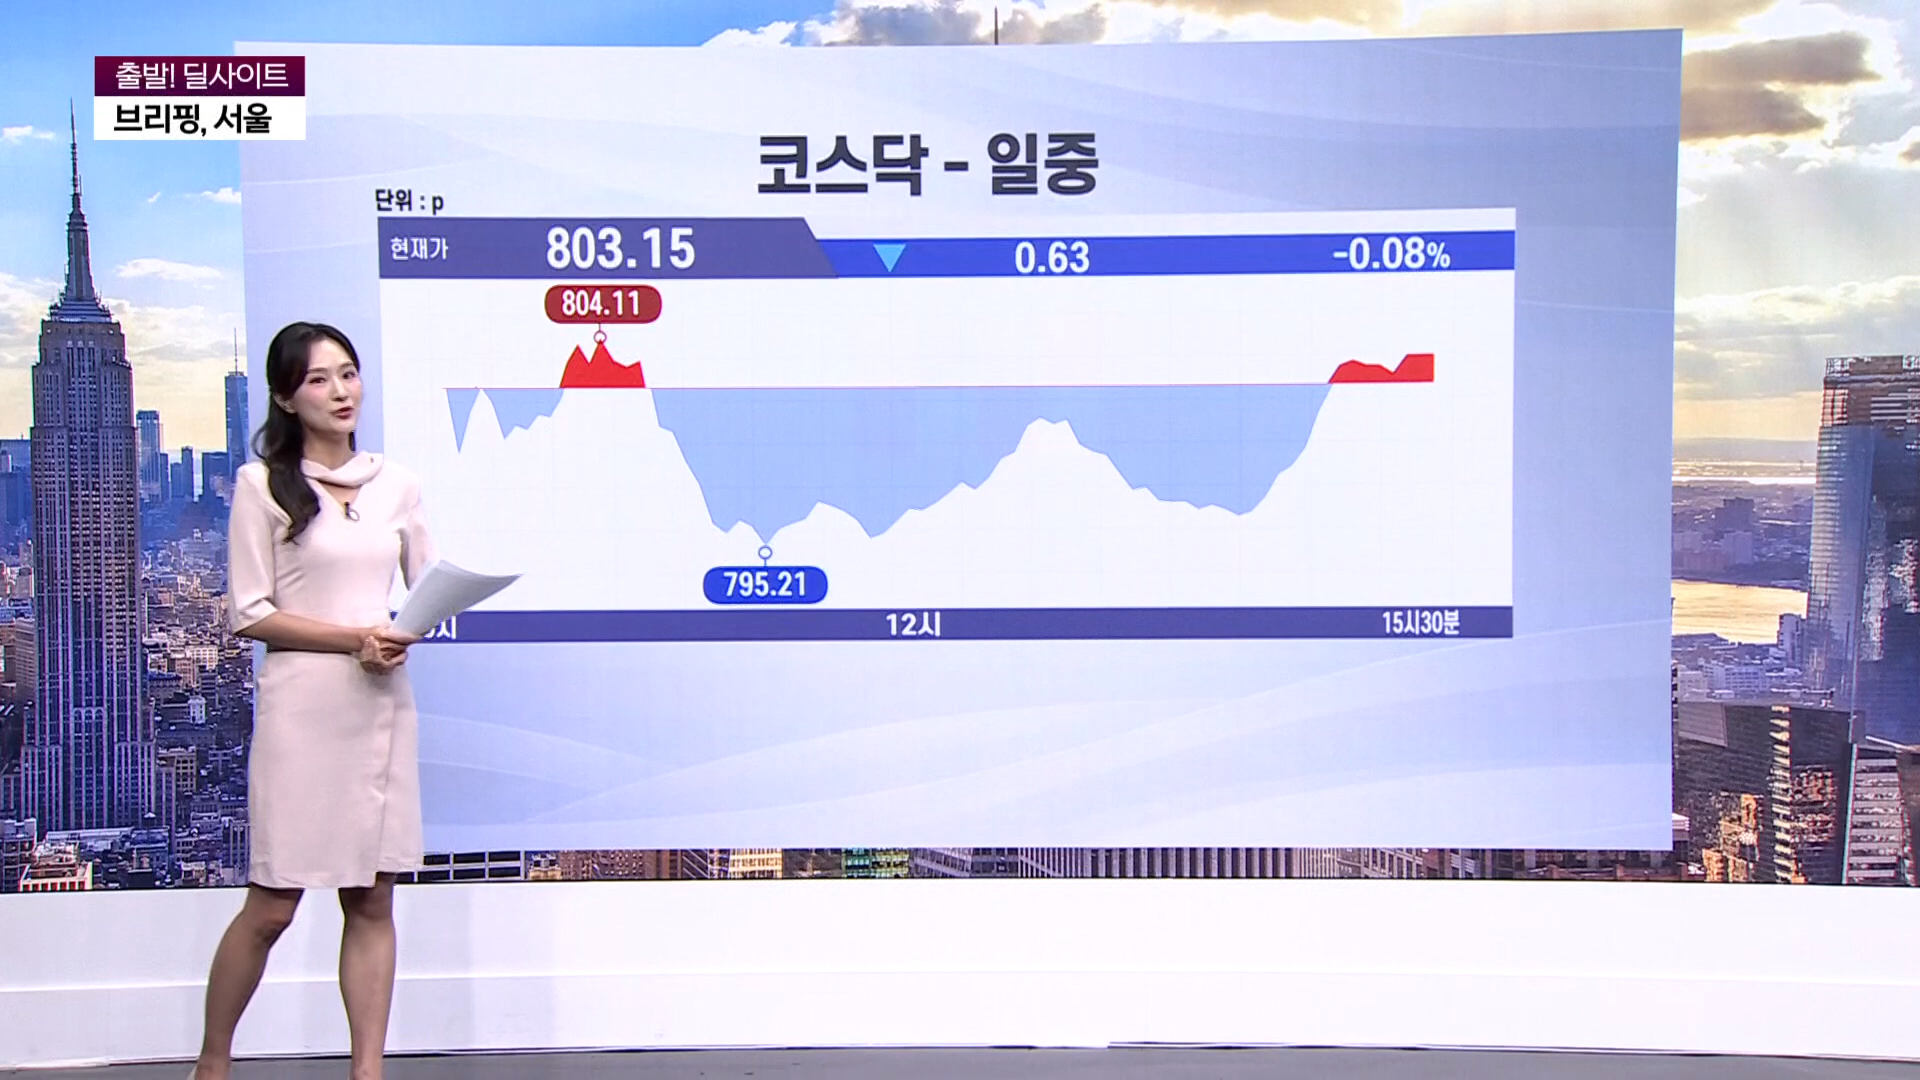 출발! 딜사이트
브리핑, 서울
코스닥 - 일중
단위 : p
현재가 803.15 ▼ 0.63 -0.08%
804.11
795.21
12시 15시30분